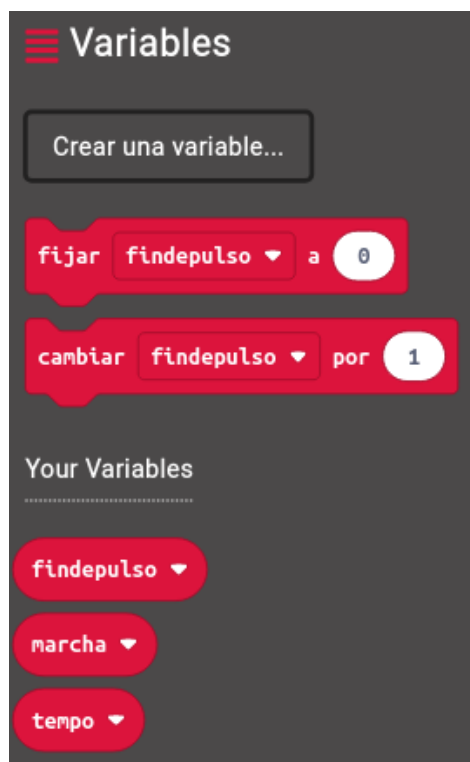 Variables
Crear una variable...
fijar findepulso a 0
cambiar findepulso por 1
Your Variables
findepulso
marcha
tempo